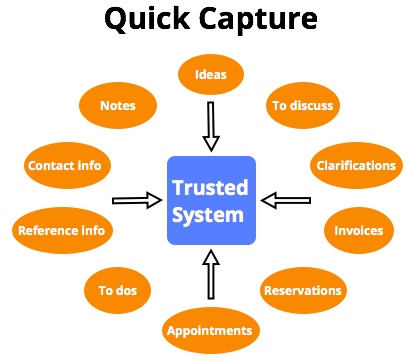 Quick Capture
Ideas
Notes
To discuss
Contact info
Clarifications
Trusted
System
Reference info
Invoices
To dos
Reservations
Appointments